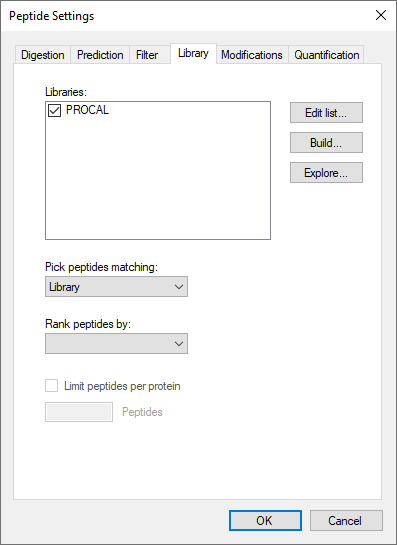 Peptide Settings
Digestion Prediction Filter Library Modifications Quantification
Libraries:
PROCAL
Edit list...
Build...
Explore...
Pick peptides matching:
Library
Rank peptides by:
Limit peptides per protein
Peptides
OK Cancel